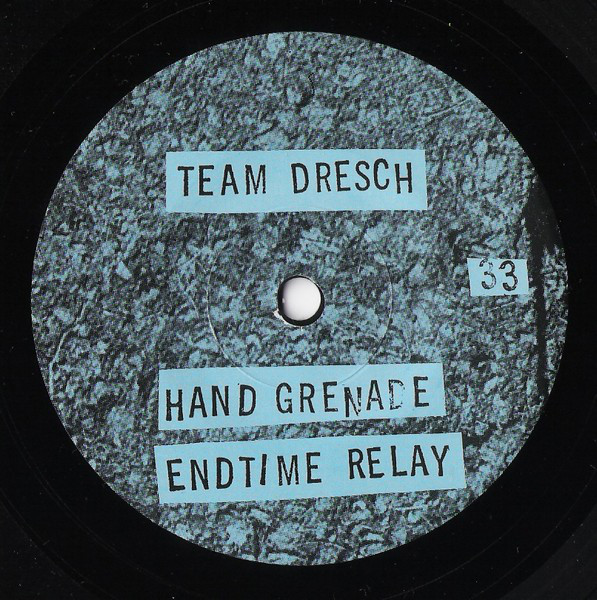 TEAM DRESCH
33
HAND GRENADE
ENDTIME RELAY